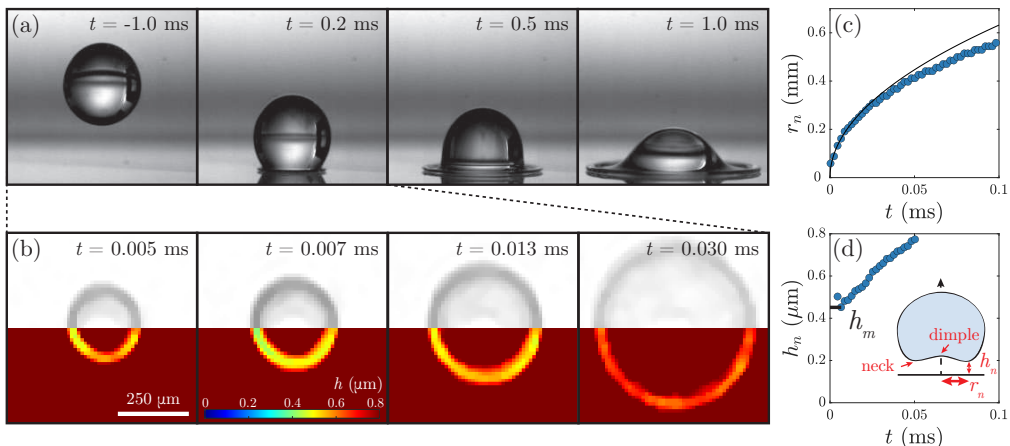 (a)
t = -1.0 ms
t = 0.2 ms
t = 0.5 ms
t = 1.0 ms
(b)
t = 0.005 ms
t = 0.007 ms
t = 0.013 ms
t = 0.030 ms
250 μm
h (μm)
0 0.2 0.4 0.6 0.8
(c)
r_n (mm)
0.6
0.4
0.2
0
0 0.05 0.1
t (ms)
(d)
h_n (μm)
0.8
0.6
0.4
0.2
0
h_m
dimple
neck
h_n
r_n
0 0.05 0.1
t (ms)